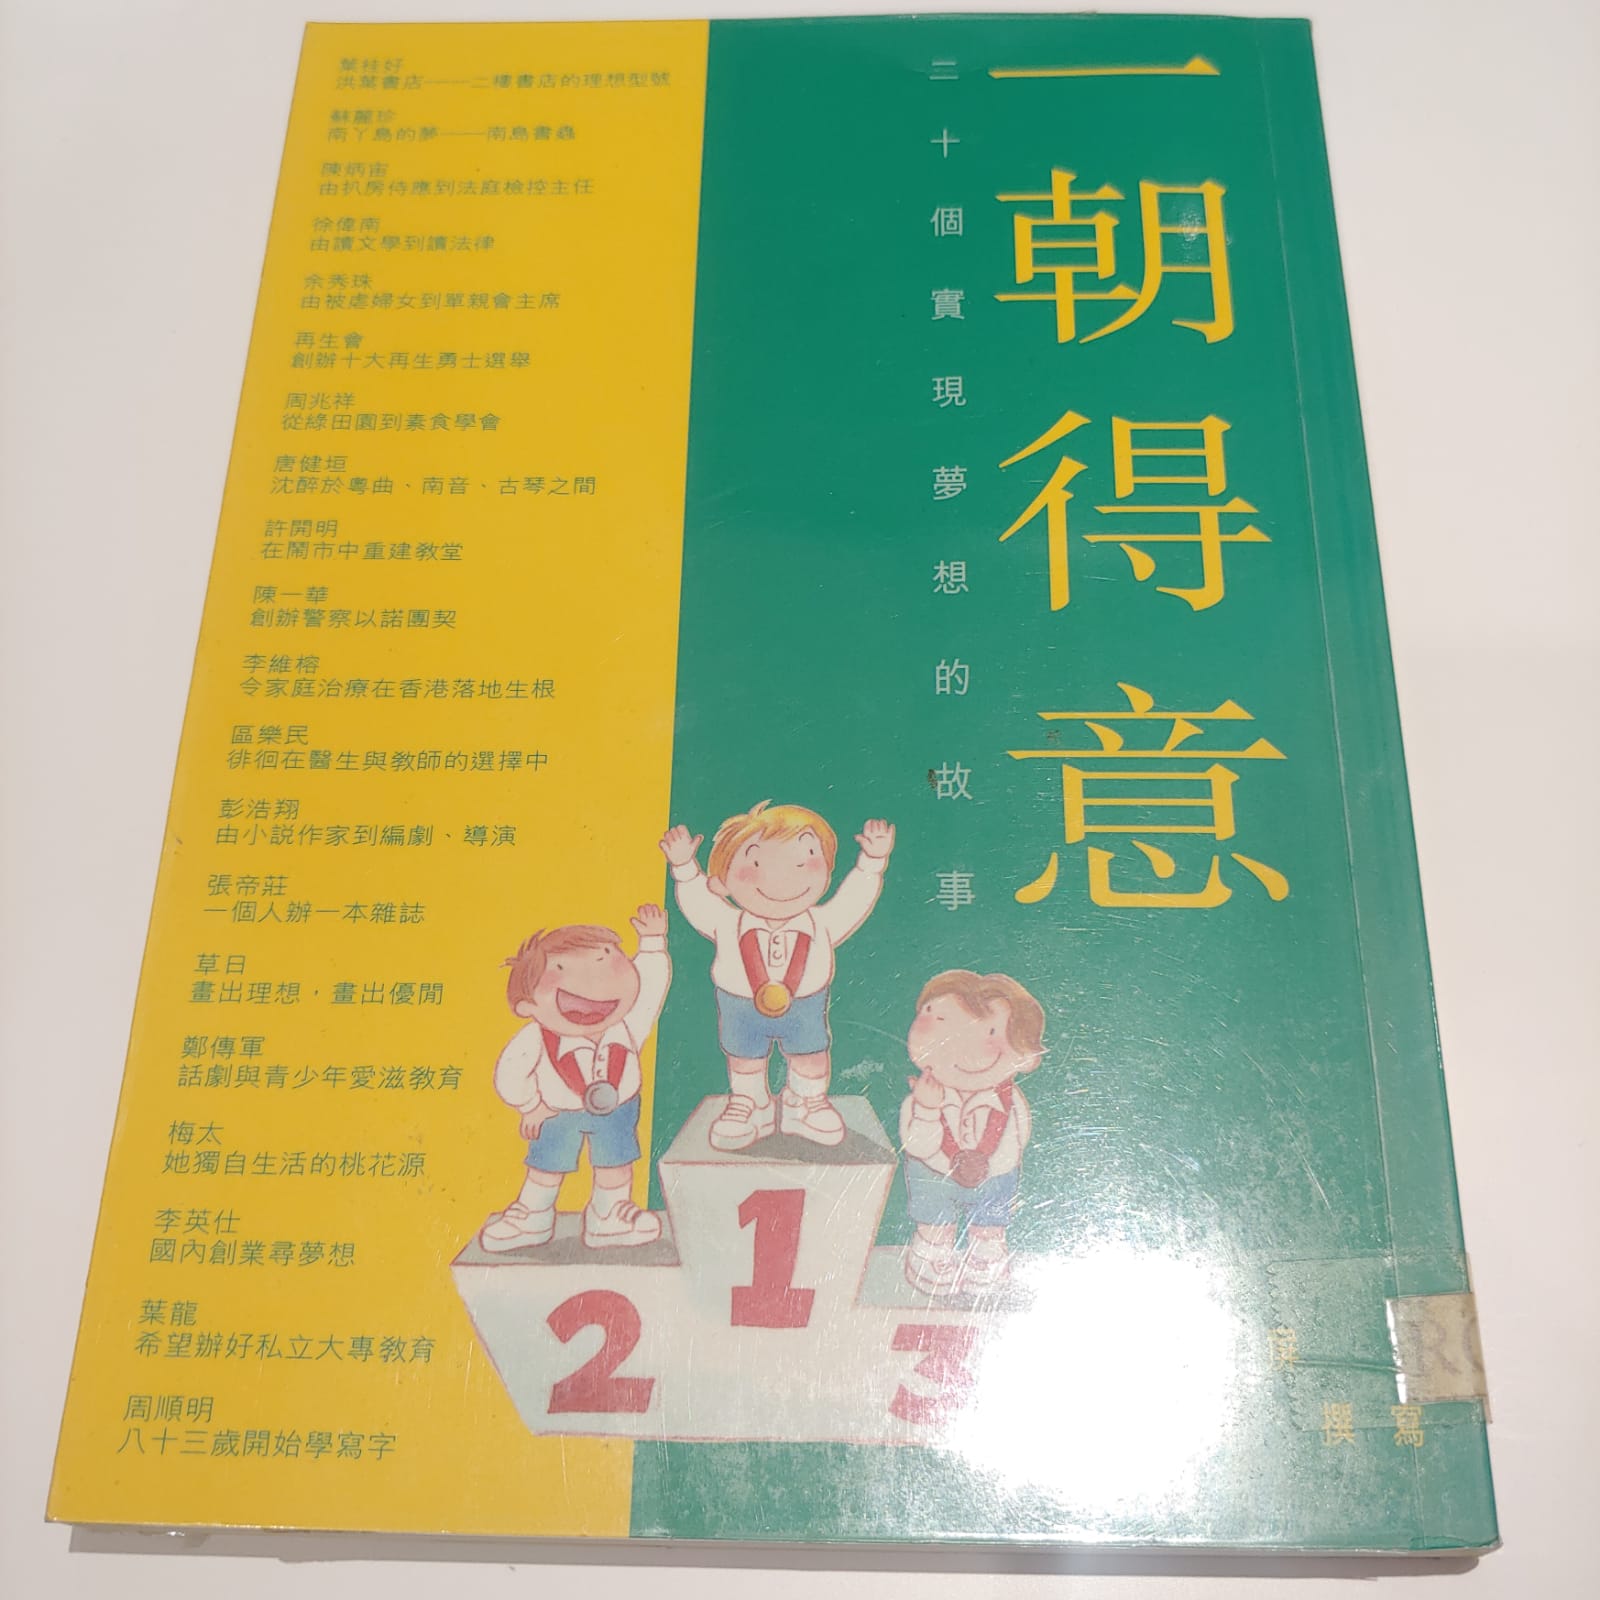 一朝得意
二十個實現夢想的故事
葉桂好
洪葉書店——二樓書店的理想型號
蘇麗珍
南丫島的夢——南島書蟲
陳炳宙
由扒房侍應到法庭檢控主任
徐偉南
由讀文學到讀法律
余秀珠
由被虐婦女到單親會主席
再生會
創辦十大再生勇士選舉
周兆祥
從綠田園到素食學會
唐健垣
沈醉於粵曲、南音、古琴之間
許開明
在鬧市中重建教堂
陳一華
創辦警察以諾團契
李維榕
令家庭治療在香港落地生根
區樂民
徘徊在醫生與教師的選擇中
彭浩翔
由小説作家到編劇、導演
張帝莊
一個人辦一本雜誌
草日
畫出理想，畫出優閒
鄭傳軍
話劇與青少年愛滋教育
梅太
她獨自生活的桃花源
李英仕
國內創業尋夢想
葉龍
希望辦好私立大專教育
周順明
八十三歲開始學寫字
1
2
3
撰寫